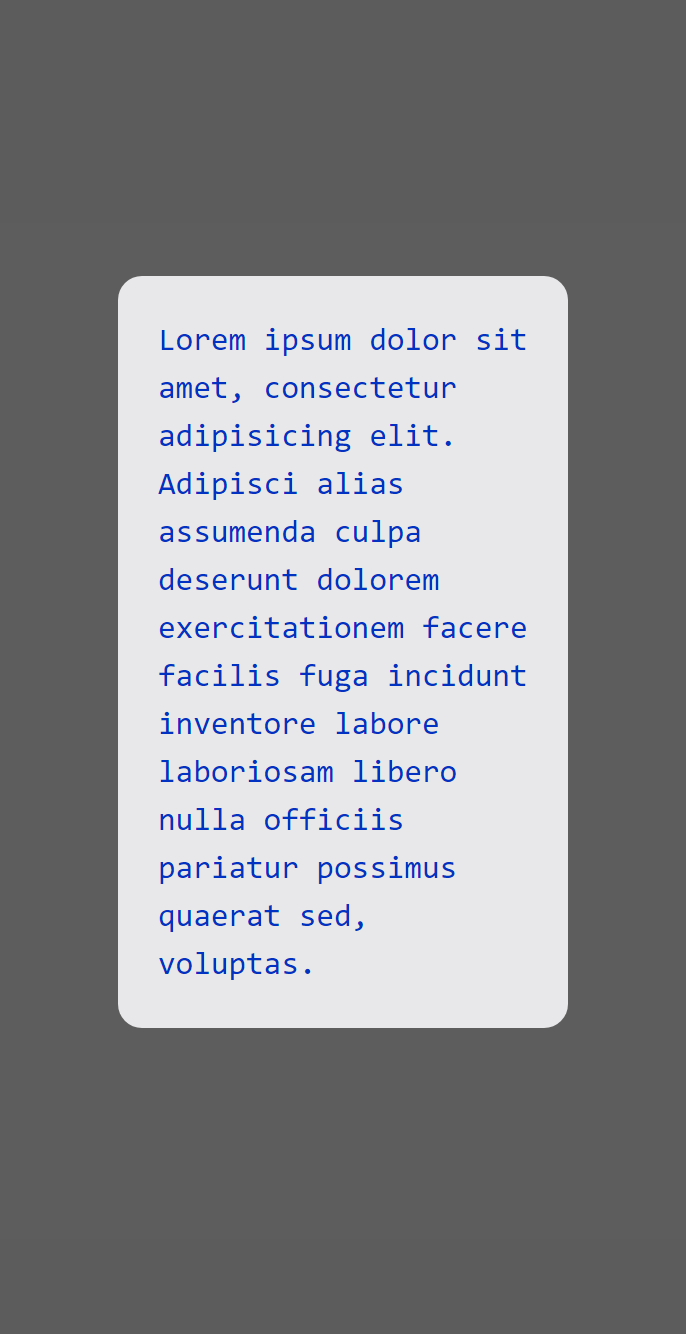 Lorem ipsum dolor sit
amet, consectetur
adipisicing elit.
Adipisci alias
assumenda culpa
deserunt dolorem
exercitationem facere
facilis fuga incidunt
inventore labore
laboriosam libero
nulla officiis
pariatur possimus
quaerat sed,
voluptas.